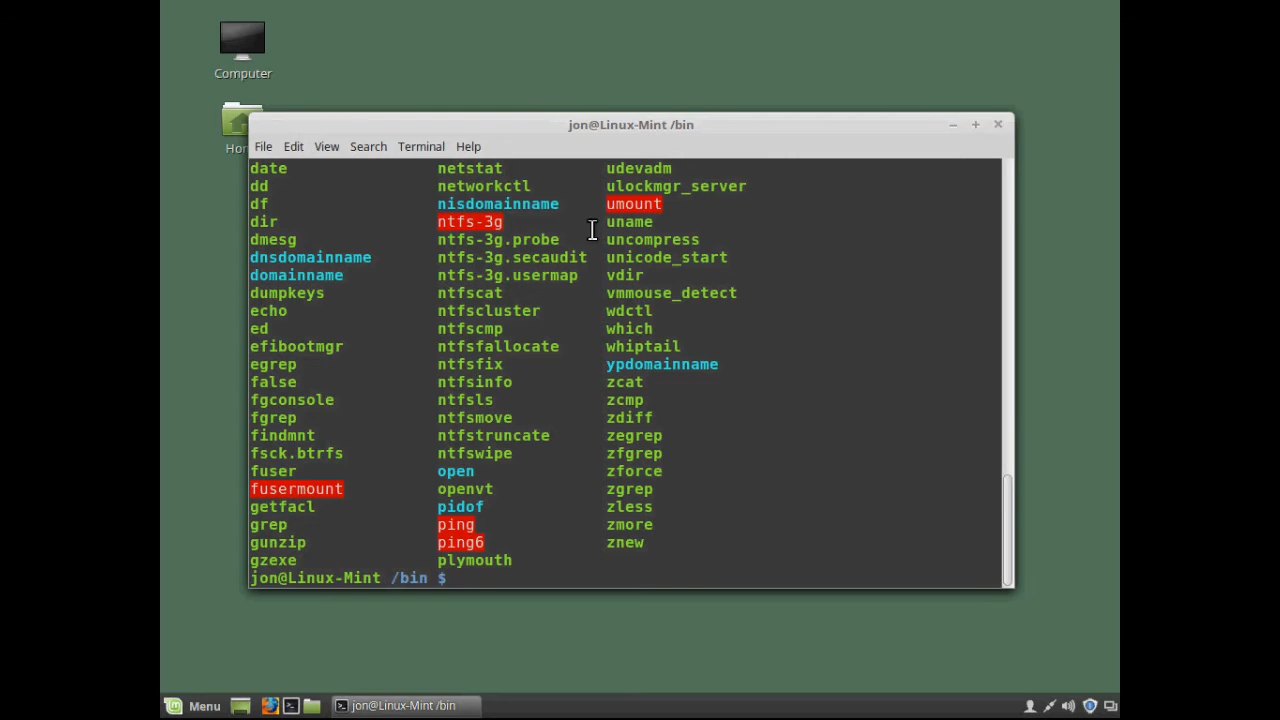 Computer
Hor
jon@Linux-Mint /bin
File Edit View Search Terminal Help
date netstat udevadm
dd networkctl ulockmgr_server
df nisdomainname umount
dir ntfs-3g uname
dmesg ntfs-3g.probe uncompress
dnsdomainname ntfs-3g.secaudit unicode_start
domainname ntfs-3g.usermap vdir
dumpkeys ntfscat vmmouse_detect
echo ntfscluster wdctl
ed ntfscmp which
efibootmgr ntfsfallocate whiptail
egrep ntfsfix ypdomainname
false ntfsinfo zcat
fgconsole ntfsls zcmp
fgrep ntfsmove zdiff
findmnt ntfstruncate zegrep
fsck.btrfs ntfswipe zfgrep
fuser open zforce
fusermount openvt zgrep
getfacl pidof zless
grep ping zmore
gunzip ping6 znew
gzexe plymouth
jon@Linux-Mint /bin $
Menu jon@Linux-Mint /bin